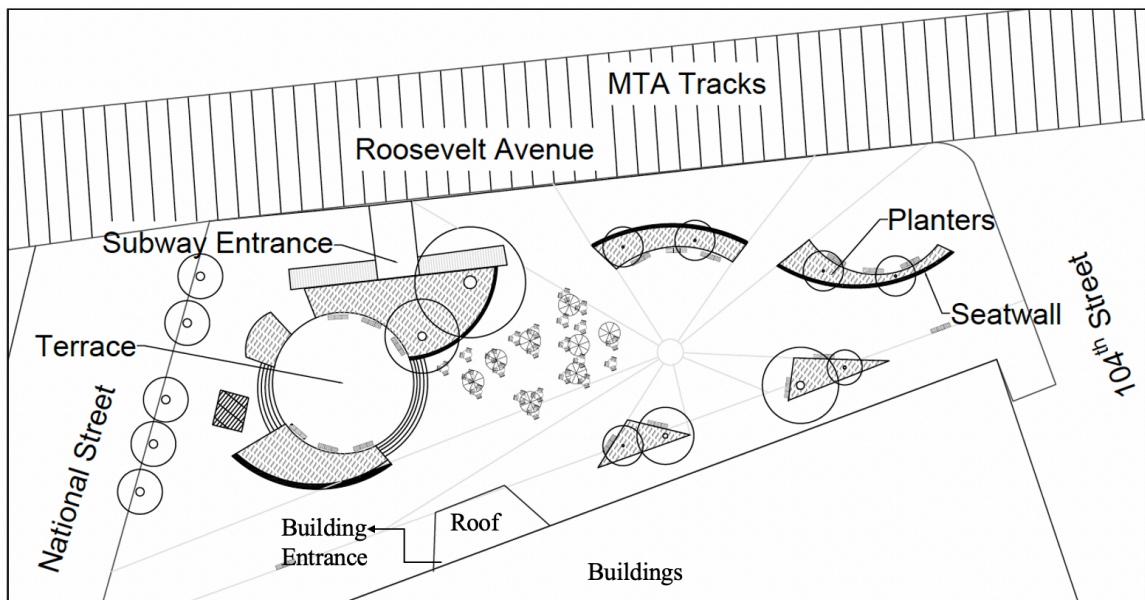 MTA Tracks
Roosevelt Avenue
Subway Entrance
Planters
Seatwall
104th Street
Terrace
National Street
Building
Entrance
Roof
Buildings